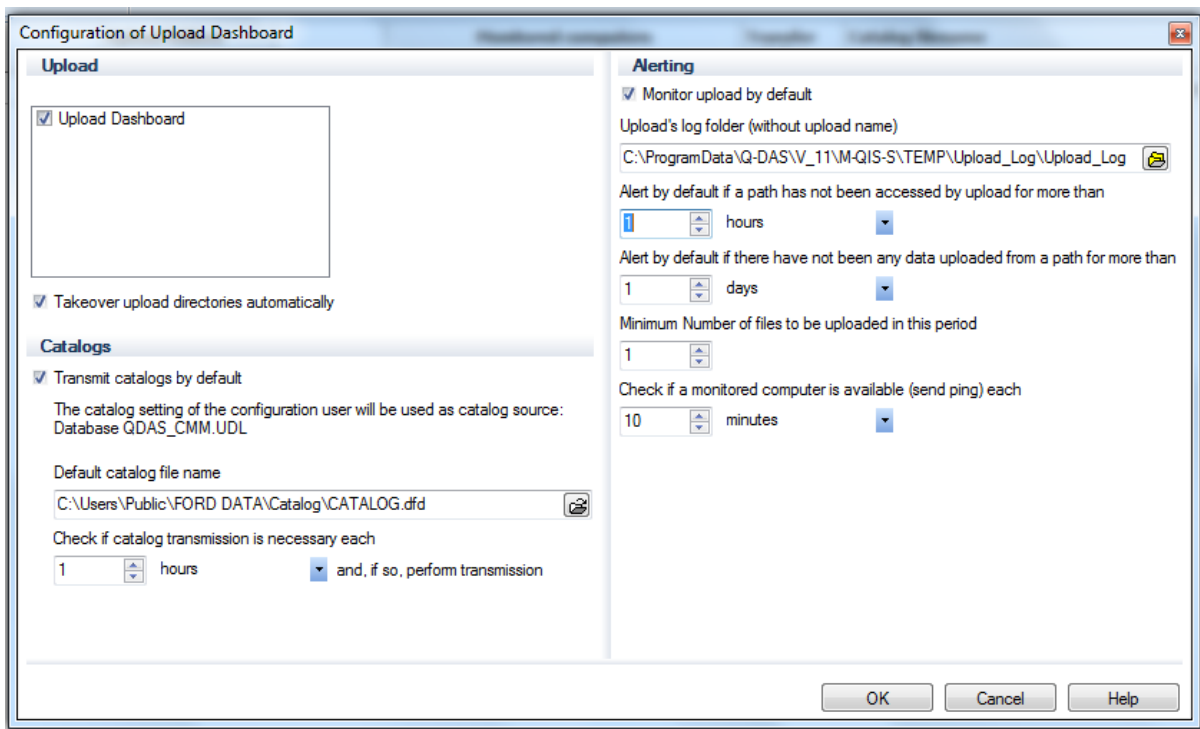 Configuration of Upload Dashboard
Upload
Upload Dashboard
Takeover upload directories automatically
Catalogs
Transmit catalogs by default
The catalog setting of the configuration user will be used as catalog source:
Database QDAS_CMM.UDL
Default catalog file name
C:\Users\Public\FORD DATA\Catalog\CATALOG.dfd
Check if catalog transmission is necessary each
1 hours and, if so, perform transmission
Alerting
Monitor upload by default
Upload's log folder (without upload name)
C:\ProgramData\Q-DAS\V_11\M-QIS-S\TEMP\Upload_Log\Upload_Log
Alert by default if a path has not been accessed by upload for more than
1 hours
Alert by default if there have not been any data uploaded from a path for more than
1 days
Minimum Number of files to be uploaded in this period
1
Check if a monitored computer is available (send ping) each
10 minutes
OK Cancel Help